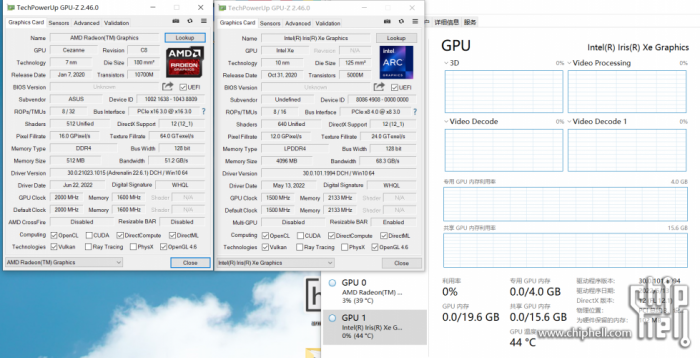 TechPowerUp GPU-Z 2.46.0
Graphics Card Sensors Advanced Validation
Name AMD Radeon(TM) Graphics Lookup
GPU Cezanne Revision C6
Technology 7 nm Die Size 180 mm²
Release Date Jan 7, 2020 Transistors 10700M
BIOS Version Unknown UEFI
Subvendor ASUS Device ID 1002 1638 - 1043 8809
ROPs/TMUs 8 / 32 Bus Interface PCIe x16 3.0 @ x16 3.0 ?
Shaders 512 Unified DirectX Support 12 (12_1)
Pixel Fillrate 16.0 GPixel/s Texture Fillrate 64.0 GTexel/s
Memory Type DDR4 Bus Width 128 bit
Memory Size 512 MB Bandwidth 51.2 GB/s
Driver Version 30.0.21023.1015 (Adrenalin 22.6.1) DCH / Win10 64
Driver Date Jun 22, 2022 Digital Signature WHQL
GPU Clock 2000 MHz Memory 1600 MHz Shader N/A
Default Clock 2000 MHz Memory 1600 MHz Shader N/A
AMD CrossFire Disabled Resizable BAR Disabled
Computing OpenCL CUDA DirectCompute DirectML
Technologies Vulkan Ray Tracing PhysX OpenGL 4.6
AMD Radeon(TM) Graphics Close
AMD
RADEON
GRAPHICS
TechPowerUp GPU-Z 2.46.0
Graphics Card Sensors Advanced Validation
Name Intel(R) Iris(R) Xe Graphics Lookup
GPU Intel Xe Revision N/A
Technology 10 nm Die Size 125 mm²
Release Date Oct 31, 2020 Transistors 5000M
BIOS Version Unknown UEFI
Subvendor Undefined Device ID 8086 4908 - 0000 0000
ROPs/TMUs 8 / 16 Bus Interface PCIe x8 4.0 @ x8 3.0 ?
Shaders 640 Unified DirectX Support 12 (12_1)
Pixel Fillrate 12.0 GPixel/s Texture Fillrate 24.0 GTexel/s
Memory Type LPDDR4 Bus Width 128 bit
Memory Size 4096 MB Bandwidth 68.3 GB/s
Driver Version 30.0.101.1994 DCH / Win10 64
Driver Date May 13, 2022 Digital Signature WHQL
GPU Clock 1500 MHz Memory 2133 MHz Shader N/A
Default Clock 1500 MHz Memory 2133 MHz Shader N/A
Multi-GPU Disabled Resizable BAR Enabled
Computing OpenCL CUDA DirectCompute DirectML
Technologies Vulkan Ray Tracing PhysX OpenGL 4.6
Intel(R) Iris(R) Xe Graphics Close
intel
ARC
GRAPHICS
详细信息 服务
GPU Intel(R) Iris(R) Xe Graphics
3D 0% Video Processing 0%
Video Decode 0% Video Decode 1 0%
专用 GPU 内存利用率 4.0 GB
共享 GPU 内存利用率 15.6 GB
GPU 0
AMD Radeon(TM) ...
3% (39 °C)
GPU 1
Intel(R) Iris(R) Xe G...
0% (44 °C)
利用率 专用 GPU 内存 驱动程序版本:
0% 0.0/4.0 GB 驱动程序日期:
DirectX 版本:
GPU 内存 共享 GPU 内存 物理位置:
0.0/19.6 GB 0.0/15.6 GB 为硬件保留的内存:
GPU 温度
44 °C
chip hell
www.chiphell.com